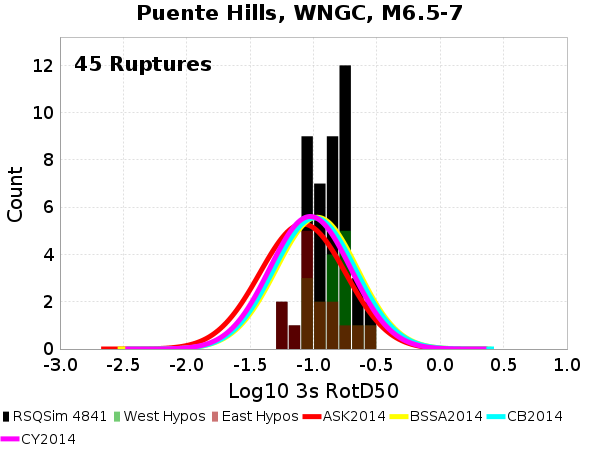 Puente Hills, WNGC, M6.5-7
45 Ruptures
Count
12
10
8
6
4
2
0
-3.0 -2.5 -2.0 -1.5 -1.0 -0.5 0.0 0.5 1.0
Log10 3s RotD50
RSQSim 4841 West Hypos East Hypos ASK2014 BSSA2014 CB2014
CY2014